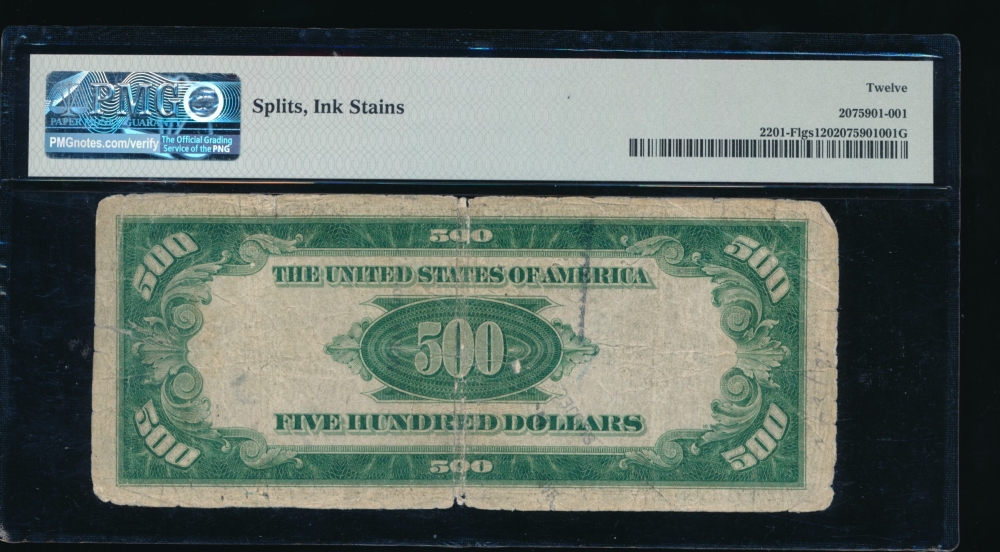 PMG
PAPER MONEY GUARANTY
PMGnotes.com/verify
The Official Grading
Service of the PNG
Splits, Ink Stains
Twelve
2075901-001
2201-Flgs1202075901001G
500
500
500
THE UNITED STATES OF AMERICA
500
FIVE HUNDRED DOLLARS
500
500
500